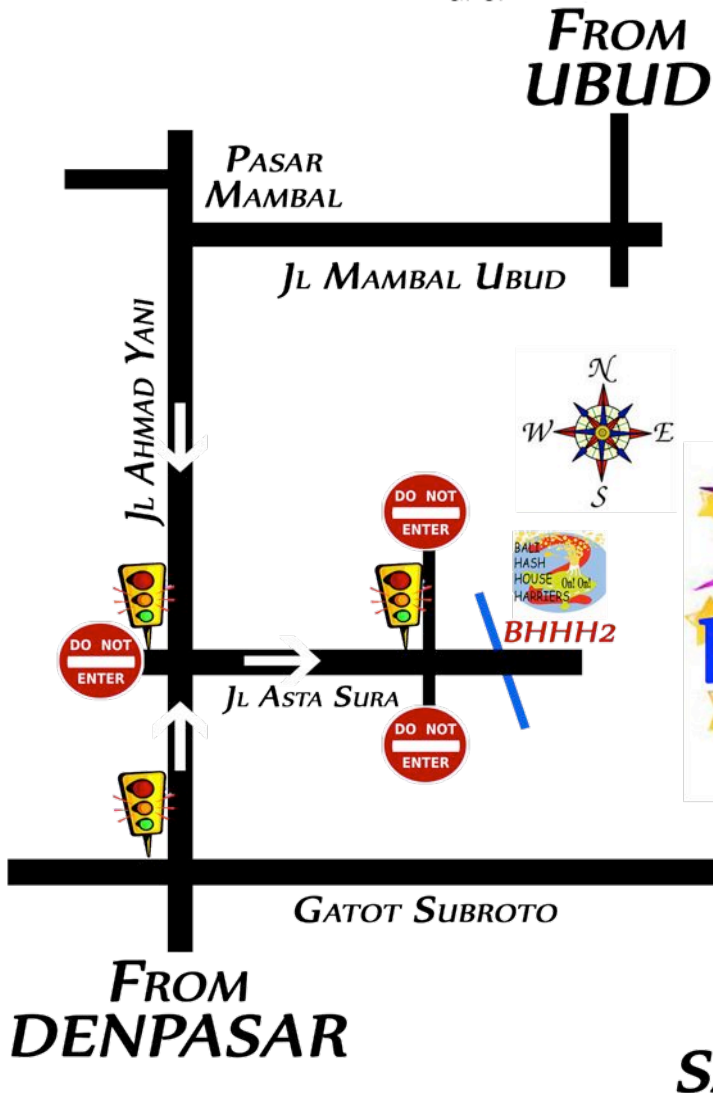 FROM
UBUD
PASAR
MAMBAL
JL MAMBAL UBUD
JL AHMAD YANI
N
W E
S
DO NOT
ENTER
BALI
HASH
HOUSE On! On!
HARRIERS
BHHH2
DO NOT
ENTER
JL ASTA SURA
DO NOT
ENTER
GATOT SUBROTO
FROM
DENPASAR